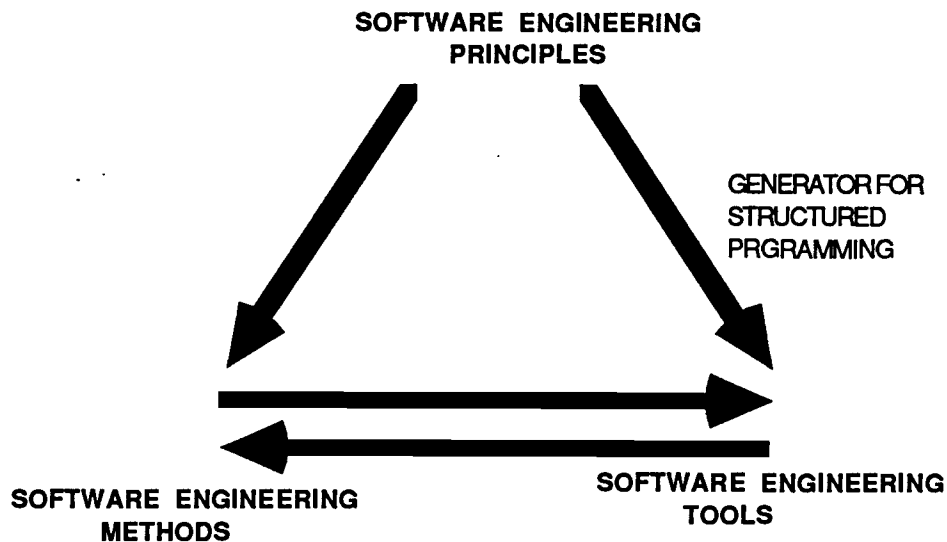 SOFTWARE ENGINEERING
PRINCIPLES
GENERATOR FOR
STRUCTURED
PRGRAMMING
SOFTWARE ENGINEERING
METHODS
SOFTWARE ENGINEERING
TOOLS